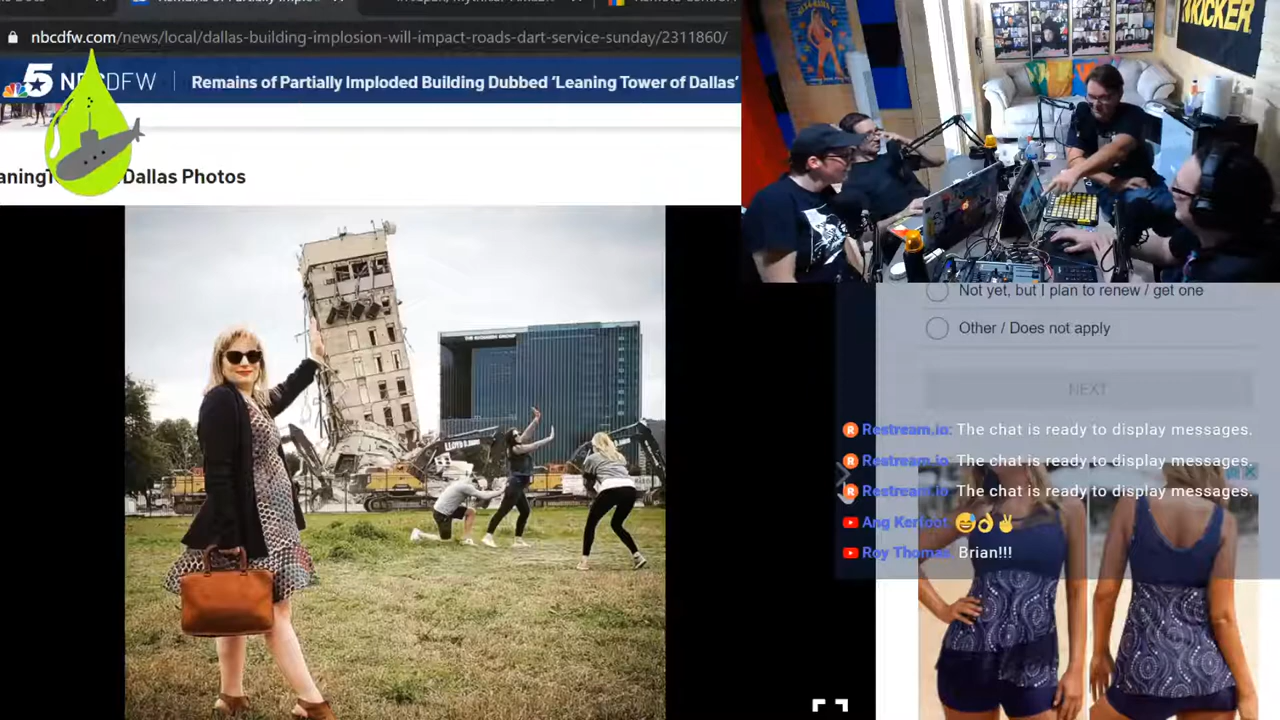 nbcdfw.com/news/local/dallas-building-implosion-will-impact-roads-dart-service-sunday/2311860/
5 NBCDFW Remains of Partially Imploded Building Dubbed ‘Leaning Tower of Dallas’
Dallas Photos
KICKER
Not yet, but I plan to renew / get one
Other / Does not apply
NEXT
Restream.io: The chat is ready to display messages.
Restream.io: The chat is ready to display messages.
Restream.io: The chat is ready to display messages.
Ang Kerfoot 😅👌✌
Roy Thomas Brian!!!